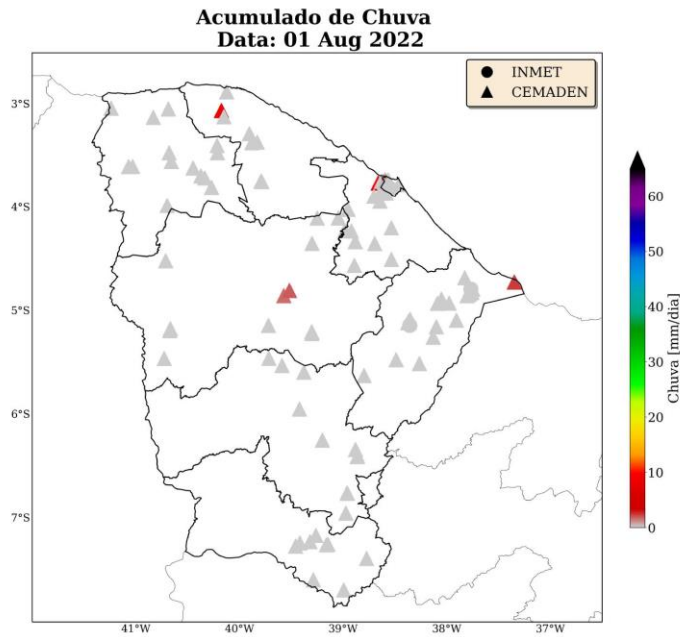 Acumulado de Chuva
Data: 01 Aug 2022
INMET
CEMADEN
3°S
4°S
5°S
6°S
7°S
41°W
40°W
39°W
38°W
37°W
60
50
40
30
20
10
0
Chuva [mm/dia]